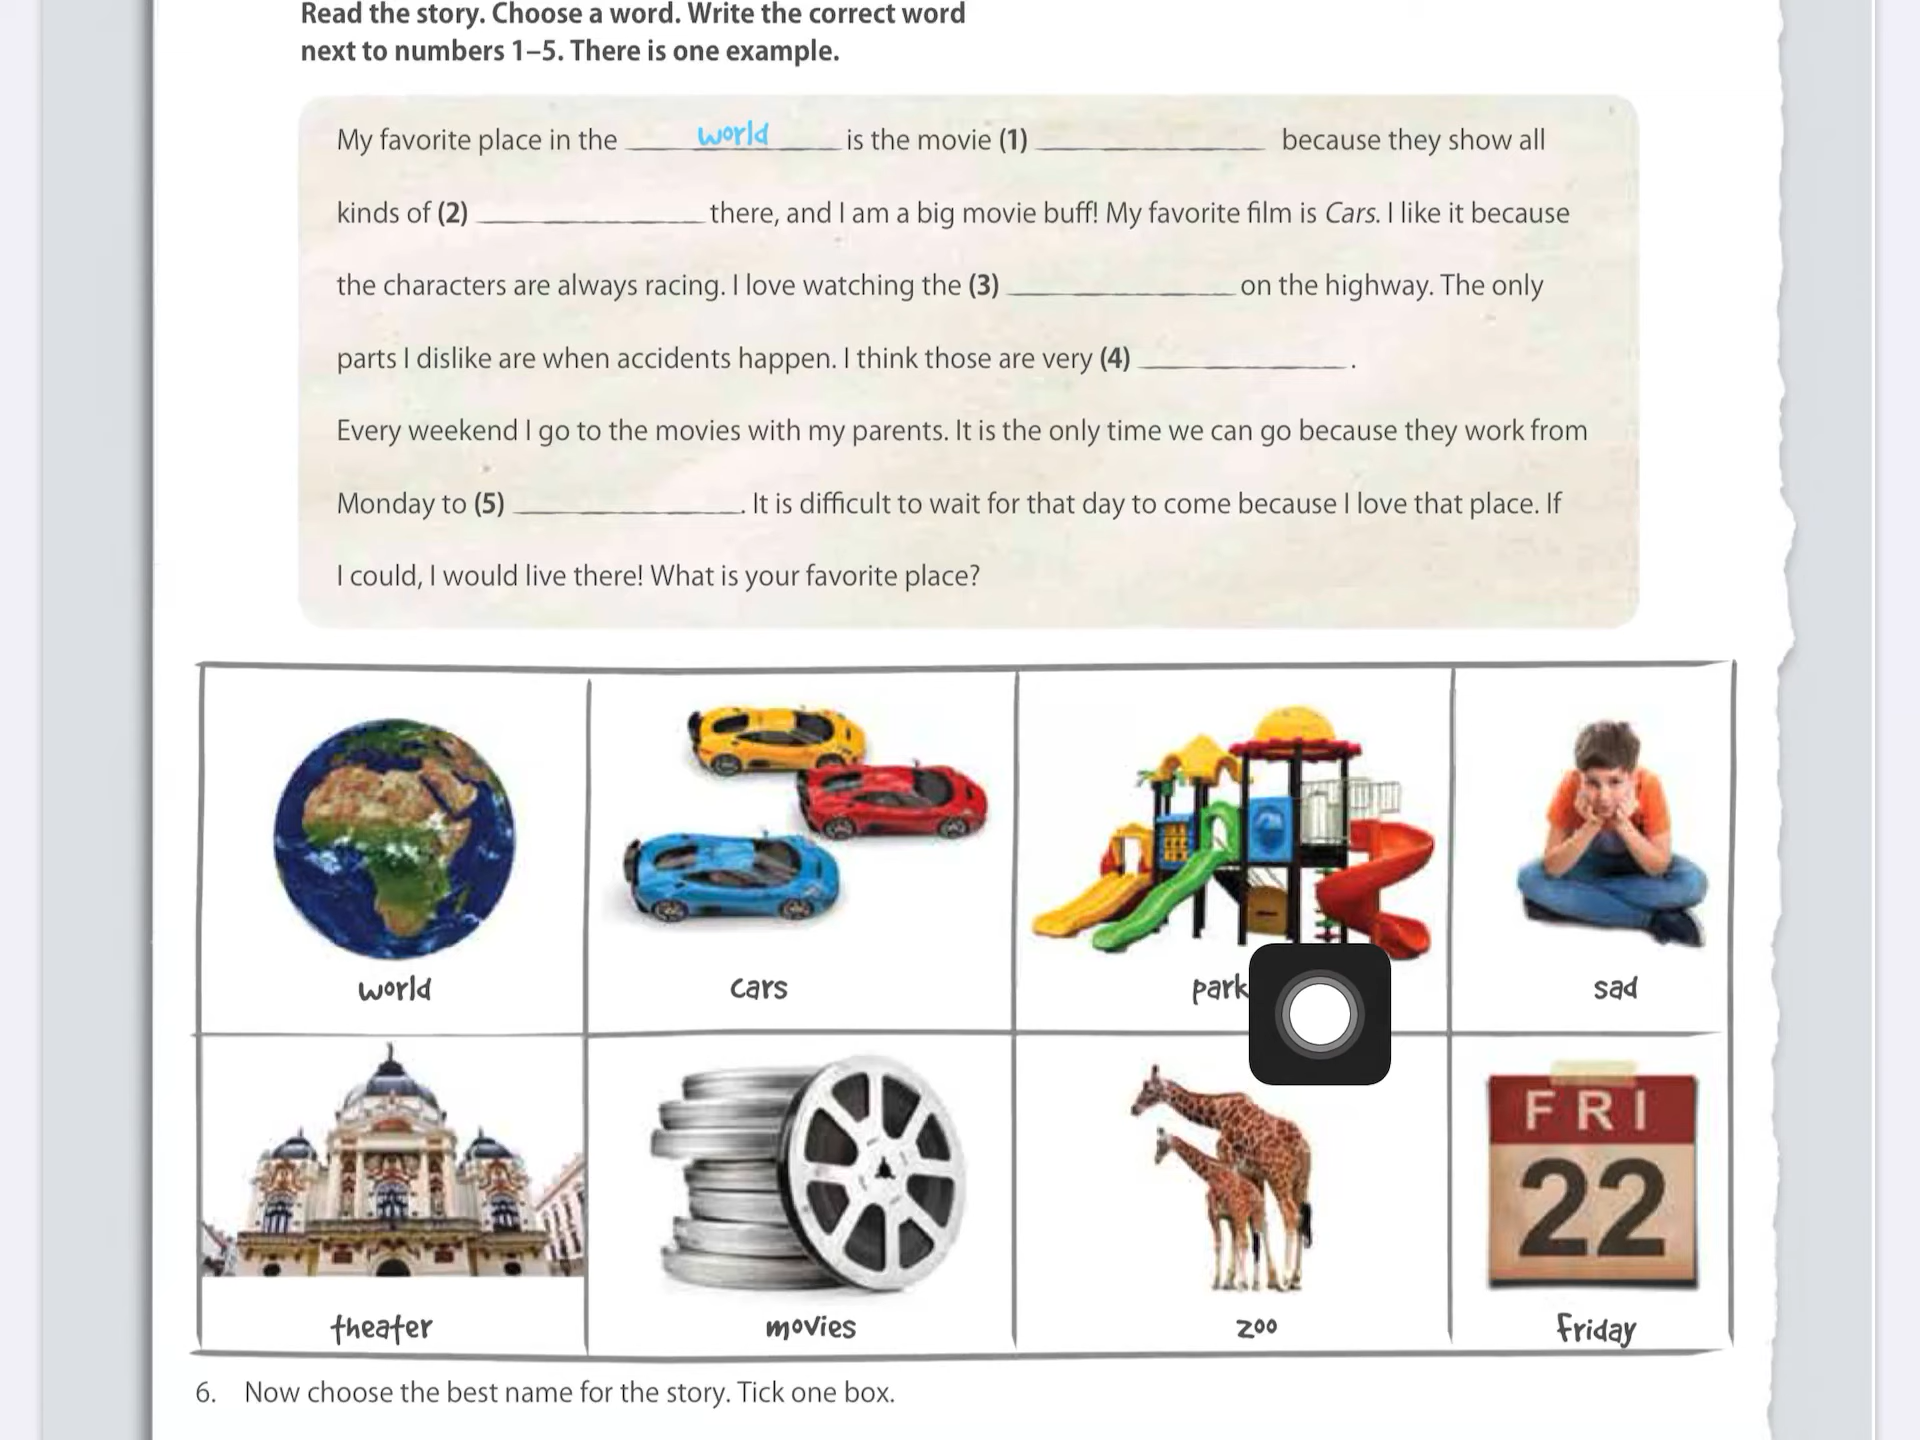 Read the story. Choose a word. Write the correct word
next to numbers 1–5. There is one example.
My favorite place in the world is the movie (1) ____________ because they show all
kinds of (2) ____________ there, and I am a big movie buff! My favorite film is Cars. I like it because
the characters are always racing. I love watching the (3) ____________ on the highway. The only
parts I dislike are when accidents happen. I think those are very (4) ____________ .
Every weekend I go to the movies with my parents. It is the only time we can go because they work from
Monday to (5) ____________. It is difficult to wait for that day to come because I love that place. If
I could, I would live there! What is your favorite place?
world cars park sad
FRI
22
theater movies zoo Friday
6. Now choose the best name for the story. Tick one box.